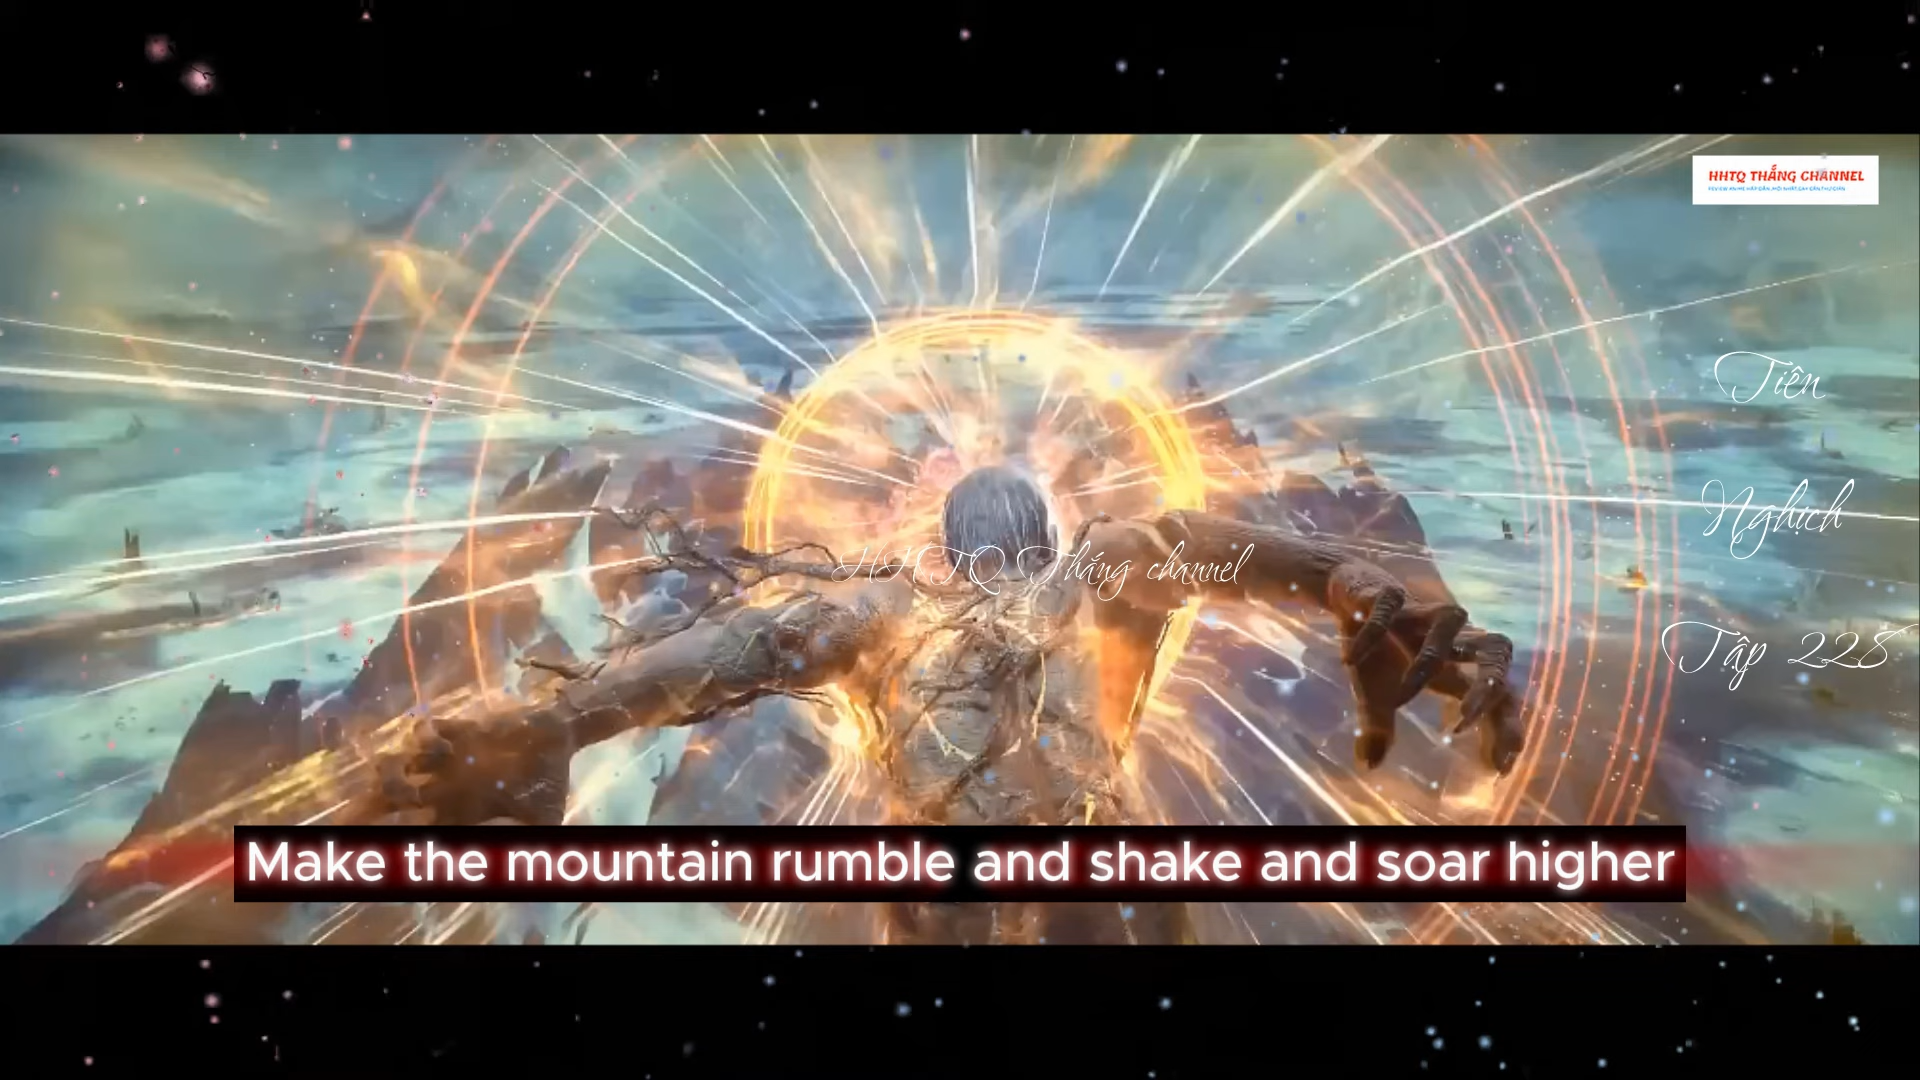 HHTQ THẮNG CHANNEL
Tiên
Nghịch
HHTQ Thắng channel
Tập 228
Make the mountain rumble and shake and soar higher